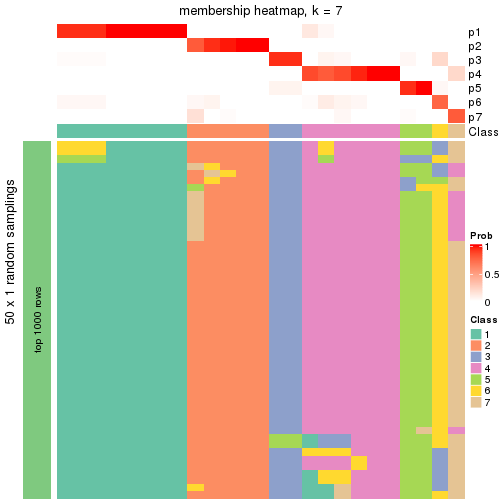 membership heatmap, k = 7
p1
p2
p3
p4
p5
p6
p7
Class
50 x 1 random samplings
top 1000 rows
Prob
1
0.5
0
Class
1
2
3
4
5
6
7